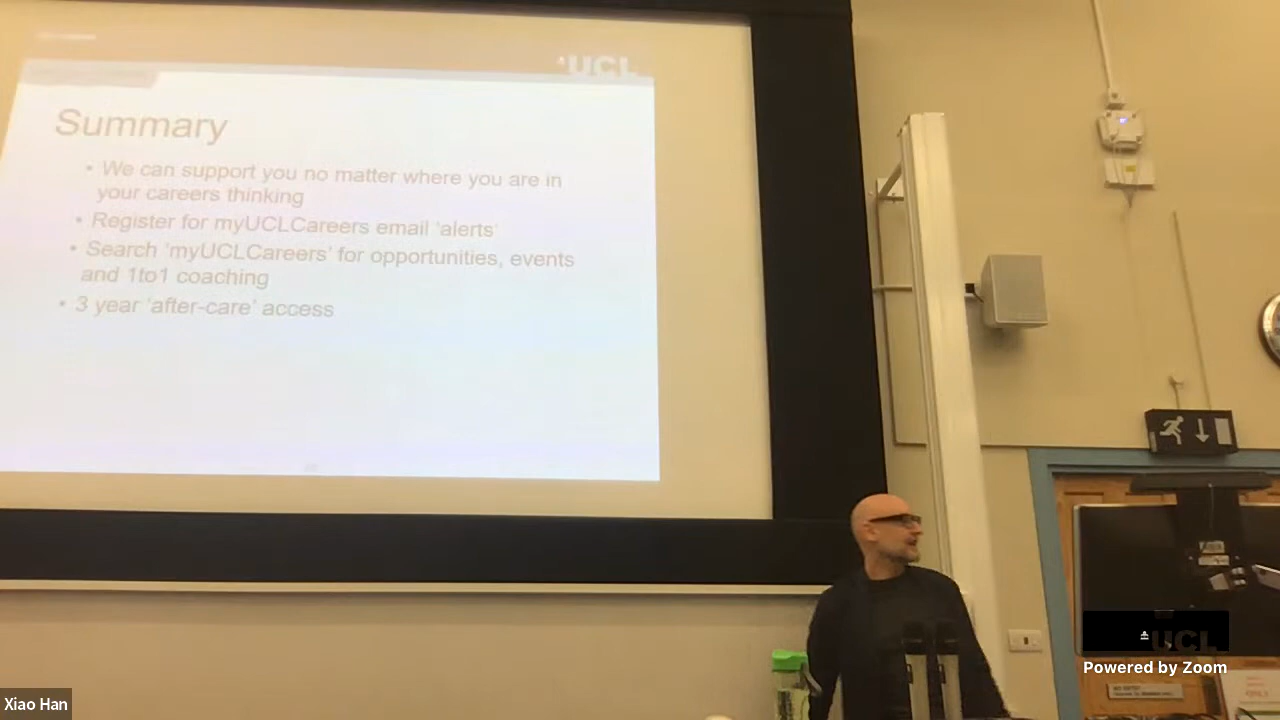 UCL
Summary
• We can support you no matter where you are in
your careers thinking
• Register for myUCLCareers email 'alerts'
• Search 'myUCLCareers' for opportunities, events
and 1to1 coaching
• 3 year 'after-care' access
UCL
Powered by Zoom
Xiao Han